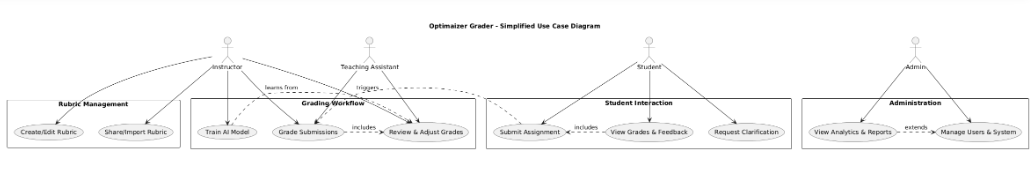 Optimaizer Grader - Simplified Use Case Diagram
Instructor
Teaching Assistant
Student
Admin
learns from
triggers
Rubric Management
Grading Workflow
Student Interaction
Administration
Create/Edit Rubric
Share/Import Rubric
Train AI Model
Grade Submissions
includes
Review & Adjust Grades
Submit Assignment
includes
View Grades & Feedback
Request Clarification
View Analytics & Reports
extends
Manage Users & System